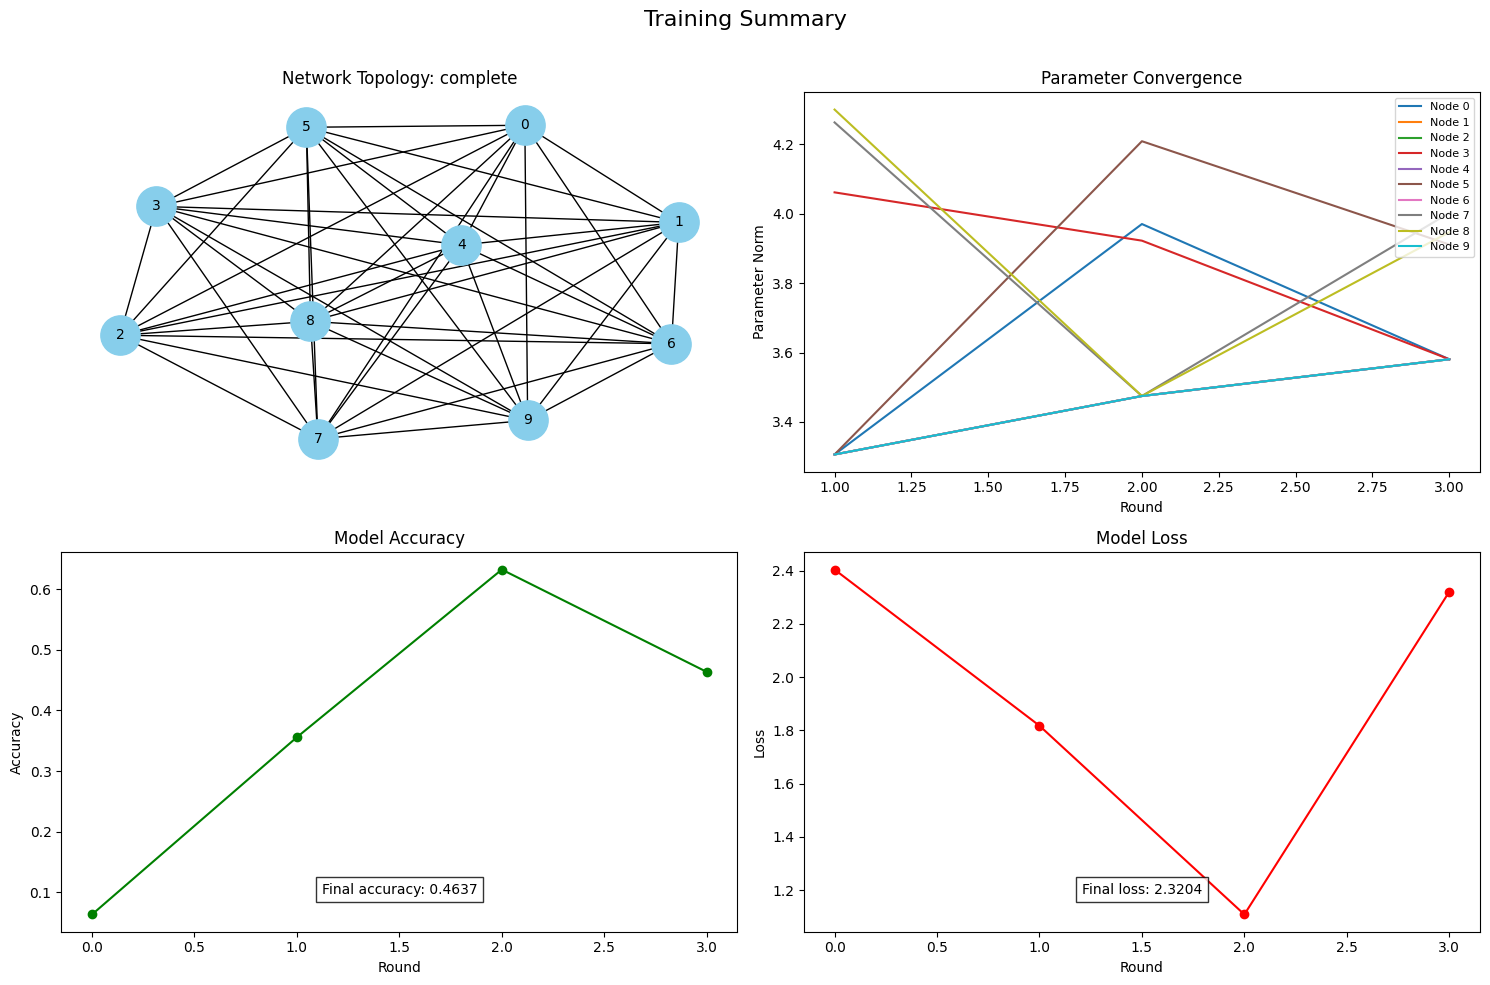 Training Summary
Network Topology: complete
5
0
3
1
4
8
2
6
9
7
Parameter Convergence
Parameter Norm
4.2
4.0
3.8
3.6
3.4
Node 0
Node 1
Node 2
Node 3
Node 4
Node 5
Node 6
Node 7
Node 8
Node 9
1.00 1.25 1.50 1.75 2.00 2.25 2.50 2.75 3.00
Round
Model Accuracy
Accuracy
0.6
0.5
0.4
0.3
0.2
0.1
Final accuracy: 0.4637
0.0 0.5 1.0 1.5 2.0 2.5 3.0
Round
Model Loss
Loss
2.4
2.2
2.0
1.8
1.6
1.4
1.2
Final loss: 2.3204
0.0 0.5 1.0 1.5 2.0 2.5 3.0
Round